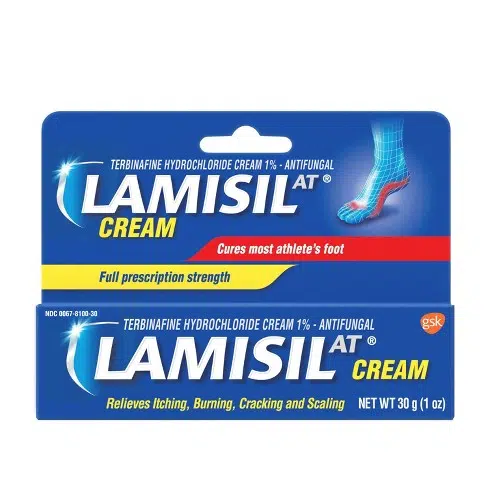 TERBINAFINE HYDROCHLORIDE CREAM 1% - ANTIFUNGAL
LAMISIL AT ®
CREAM
Cures most athlete's foot
Full prescription strength
NDC 0067-8100-30
TERBINAFINE HYDROCHLORIDE CREAM 1% - ANTIFUNGAL
gsk
LAMISIL AT ® CREAM
Relieves Itching, Burning, Cracking and Scaling
NET WT 30 g (1 oz)